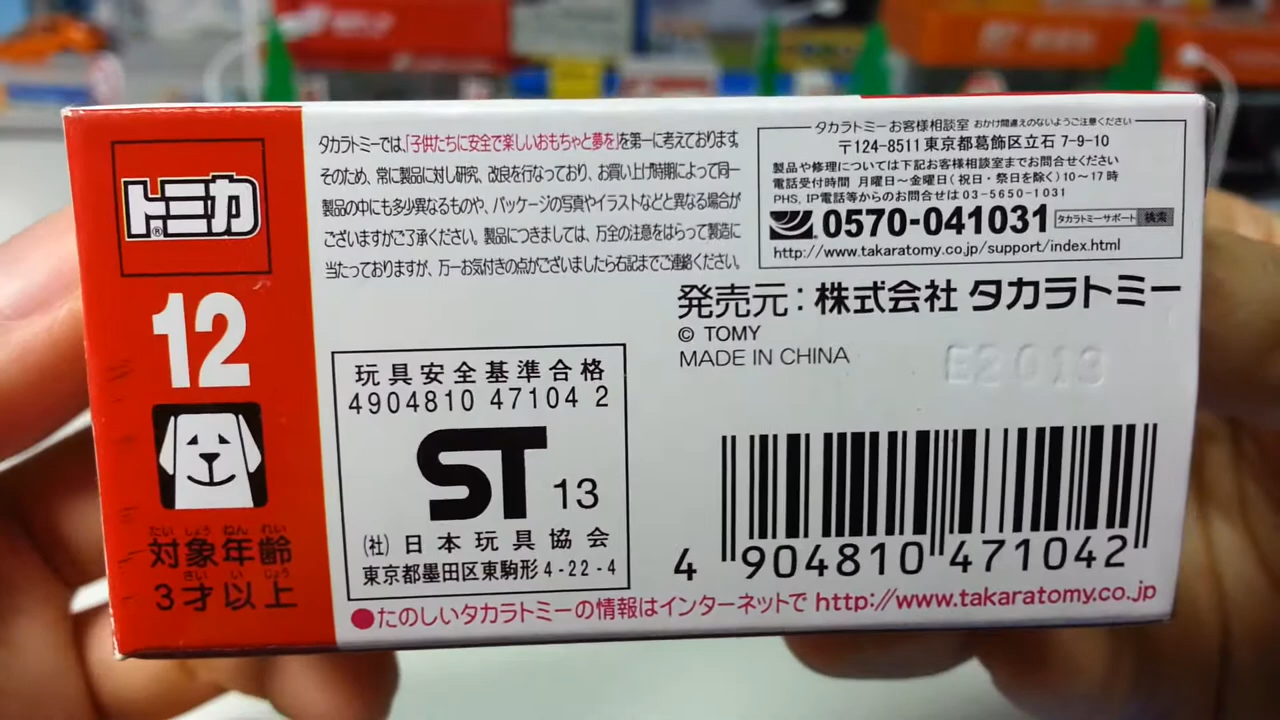 トミカ
®
12
たいしょうねんれい
対象年齢
さいいじょう
3才以上
タカラトミーでは、「子供たちに安全で楽しいおもちゃと夢を」を第一に考えております。
そのため、常に製品に対し研究、改良を行なっており、お買い上げ時期によって同一
製品の中にも多少異なるものや、パッケージの写真やイラストなどと異なる場合が
ございますがご了承ください。製品につきましては、万全の注意をはらって製造に
当たっておりますが、万一お気付きの点がございましたら右記までご連絡ください。
タカラトミーお客様相談室 おかけ間違えのないようご注意ください
〒124-8511 東京都葛飾区立石 7-9-10
製品や修理については下記お客様相談室までお問合せください
電話受付時間 月曜日〜金曜日(祝日・祭日を除く)10〜17時
PHS, IP電話等からのお問合せは 03-5650-1031
0570-041031 タカラトミーサポート 検索
http://www.takaratomy.co.jp/support/index.html
発売元:株式会社 タカラトミー
© TOMY
MADE IN CHINA
E2013
玩具安全基準合格
4904810 47104 2
ST 13
(社)日本玩具協会
東京都墨田区東駒形 4-22-4
4 904810 471042
●たのしいタカラトミーの情報はインターネットで http://www.takaratomy.co.jp